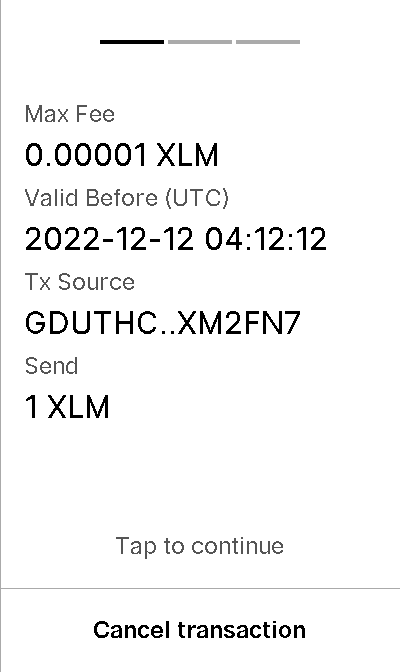 Max Fee
0.00001 XLM
Valid Before (UTC)
2022-12-12 04:12:12
Tx Source
GDUTHC..XM2FN7
Send
1 XLM
Tap to continue
Cancel transaction